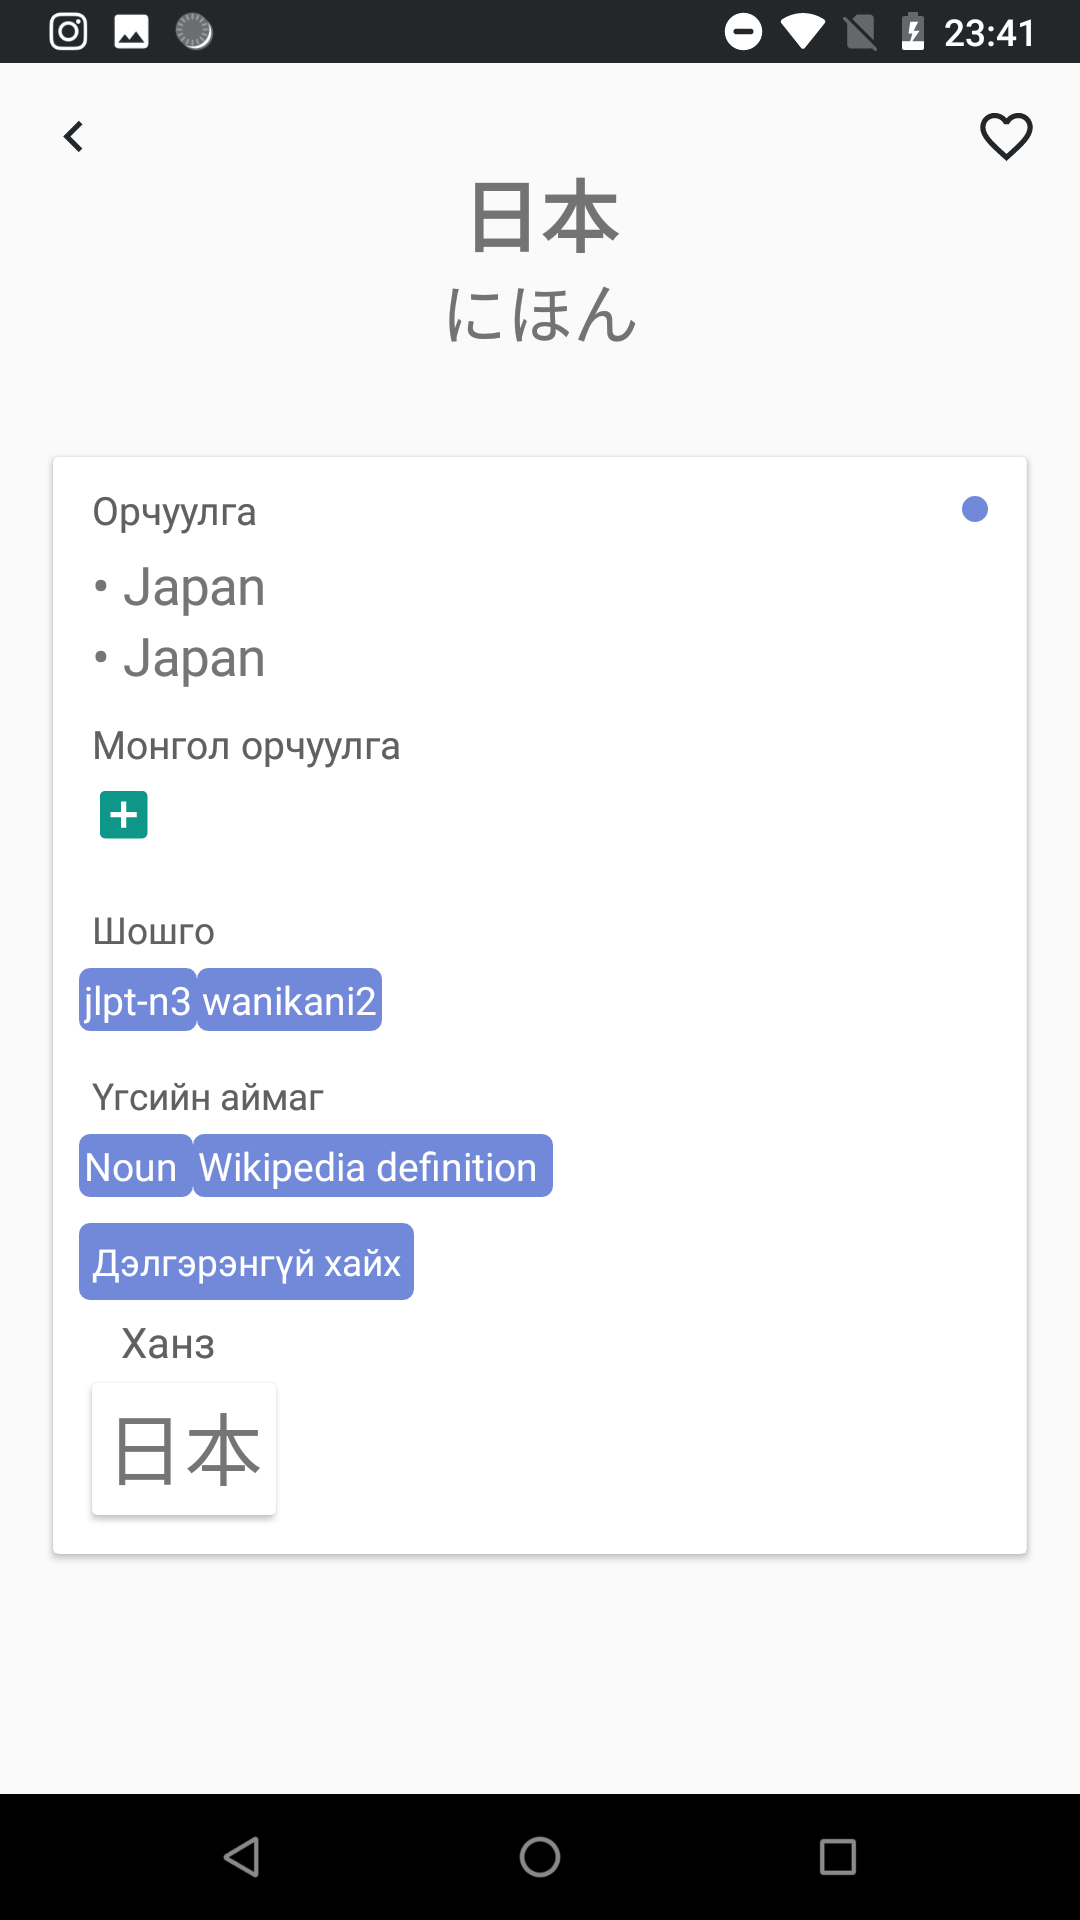 23:41
日本
にほん
Орчуулга
• Japan
• Japan
Монгол орчуулга
Шошго
jlpt-n3 wanikani2
Үгсийн аймаг
Noun Wikipedia definition
Дэлгэрэнгүй хайх
Ханз
日本